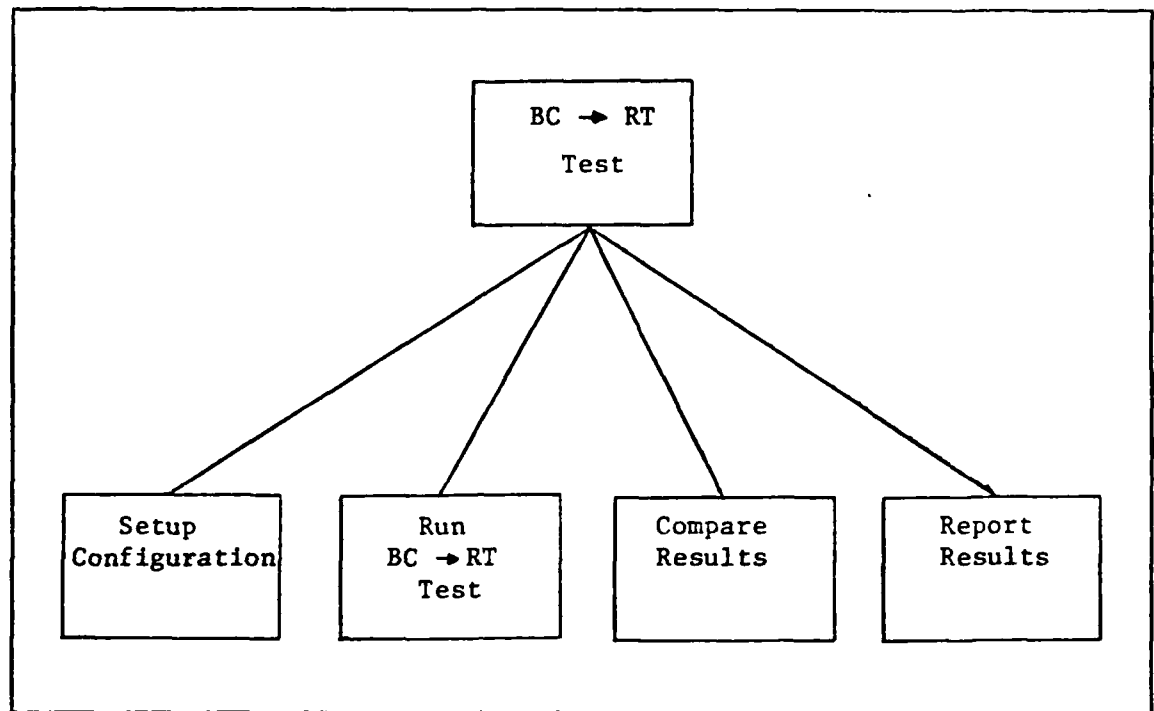 BC → RT
Test
Setup
Configuration
Run
BC → RT
Test
Compare
Results
Report
Results